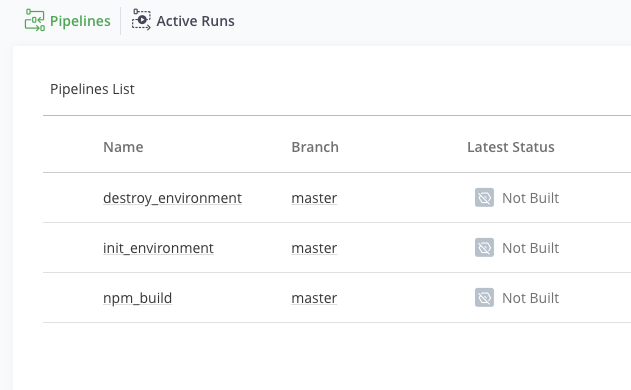 Pipelines Active Runs
Pipelines List
Name Branch Latest Status
destroy_environment master Not Built
init_environment master Not Built
npm_build master Not Built